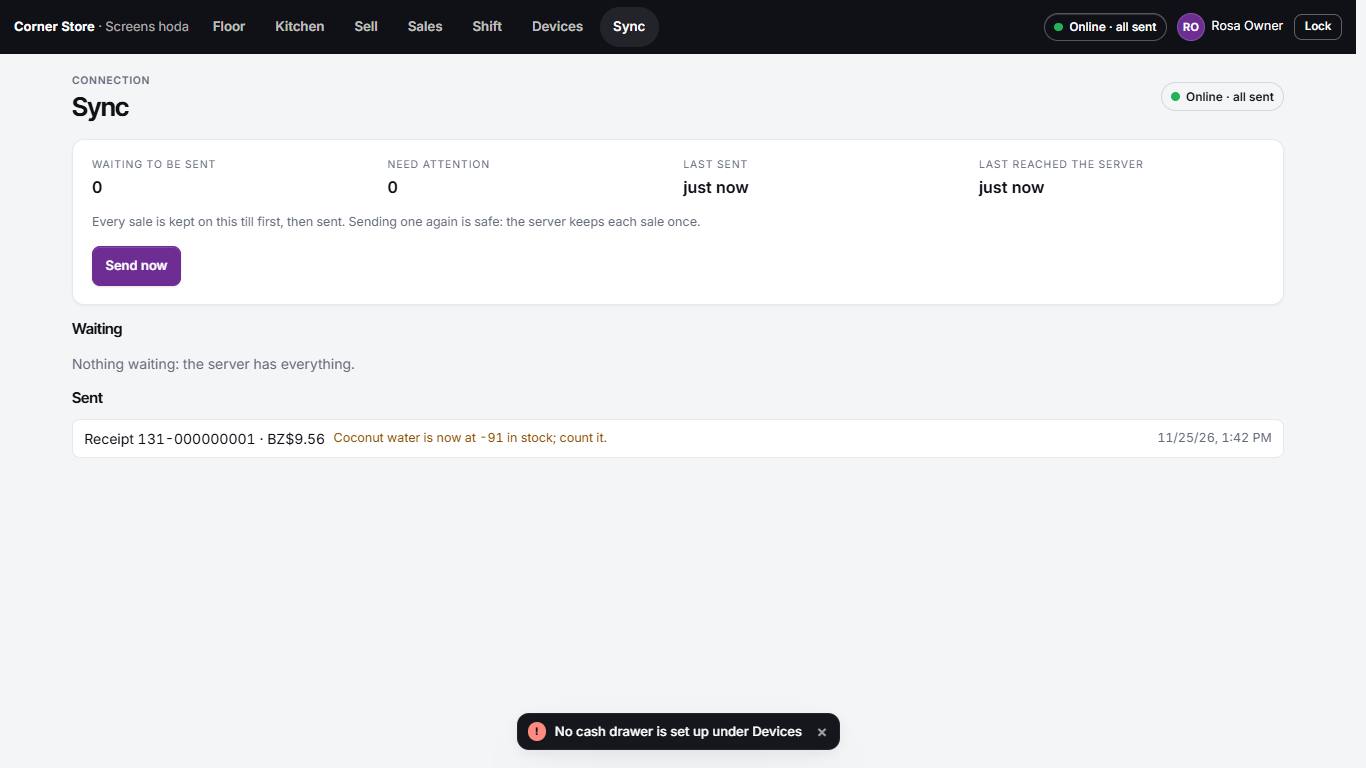 Corner Store · Screens hoda Floor Kitchen Sell Sales Shift Devices Sync Online · all sent RO Rosa Owner Lock
CONNECTION
Sync
Online · all sent
WAITING TO BE SENT NEED ATTENTION LAST SENT LAST REACHED THE SERVER
0 0 just now just now
Every sale is kept on this till first, then sent. Sending one again is safe: the server keeps each sale once.
Send now
Waiting
Nothing waiting: the server has everything.
Sent
Receipt 131-000000001 · BZ$9.56 Coconut water is now at -91 in stock; count it. 11/25/26, 1:42 PM
! No cash drawer is set up under Devices ×